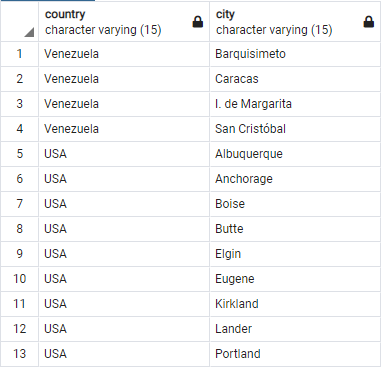 country city
character varying (15) character varying (15)
1 Venezuela Barquisimeto
2 Venezuela Caracas
3 Venezuela I. de Margarita
4 Venezuela San Cristóbal
5 USA Albuquerque
6 USA Anchorage
7 USA Boise
8 USA Butte
9 USA Elgin
10 USA Eugene
11 USA Kirkland
12 USA Lander
13 USA Portland